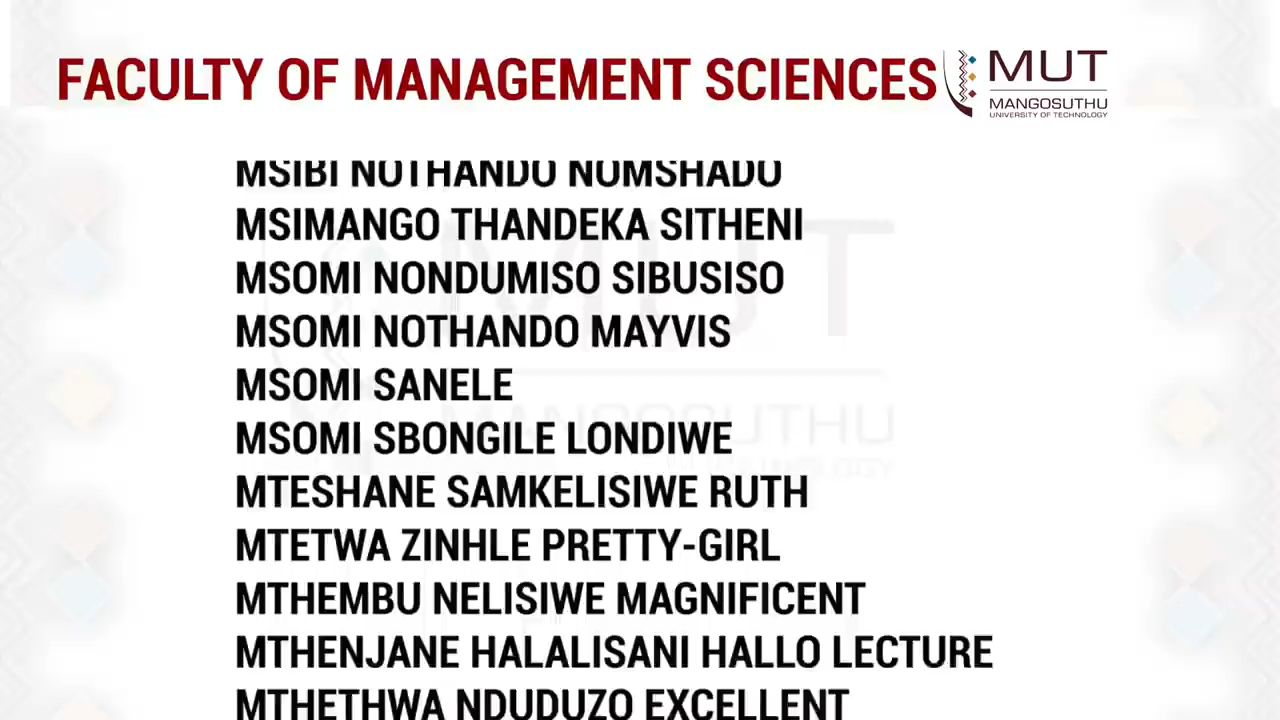 FACULTY OF MANAGEMENT SCIENCES
MUT
MANGOSUTHU
UNIVERSITY OF TECHNOLOGY
MSIBI NOTHANDO NOMSHADO
MSIMANGO THANDEKA SITHENI
MSOMI NONDUMISO SIBUSISO
MSOMI NOTHANDO MAYVIS
MSOMI SANELE
MSOMI SBONGILE LONDIWE
MTESHANE SAMKELISIWE RUTH
MTETWA ZINHLE PRETTY-GIRL
MTHEMBU NELISIWE MAGNIFICENT
MTHENJANE HALALISANI HALLO LECTURE
MTHETHWA NDUDUZO EXCELLENT